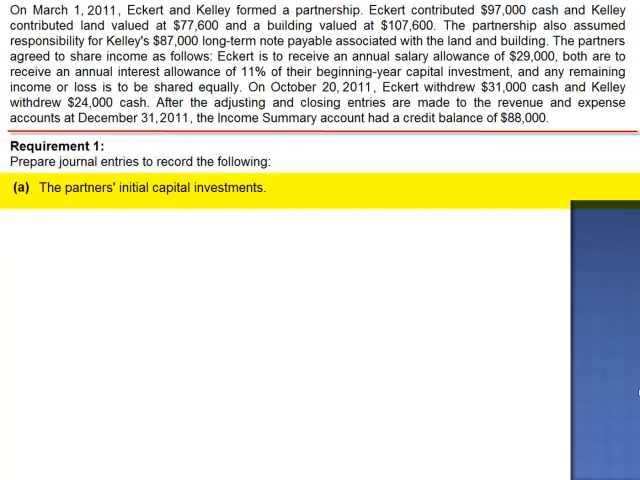 On March 1, 2011, Eckert and Kelley formed a partnership. Eckert contributed $97,000 cash and Kelley
contributed land valued at $77,600 and a building valued at $107,600. The partnership also assumed
responsibility for Kelley's $87,000 long-term note payable associated with the land and building. The partners
agreed to share income as follows: Eckert is to receive an annual salary allowance of $29,000, both are to
receive an annual interest allowance of 11% of their beginning-year capital investment, and any remaining
income or loss is to be shared equally. On October 20, 2011, Eckert withdrew $31,000 cash and Kelley
withdrew $24,000 cash. After the adjusting and closing entries are made to the revenue and expense
accounts at December 31, 2011, the Income Summary account had a credit balance of $88,000.
Requirement 1:
Prepare journal entries to record the following:
(a) The partners' initial capital investments.